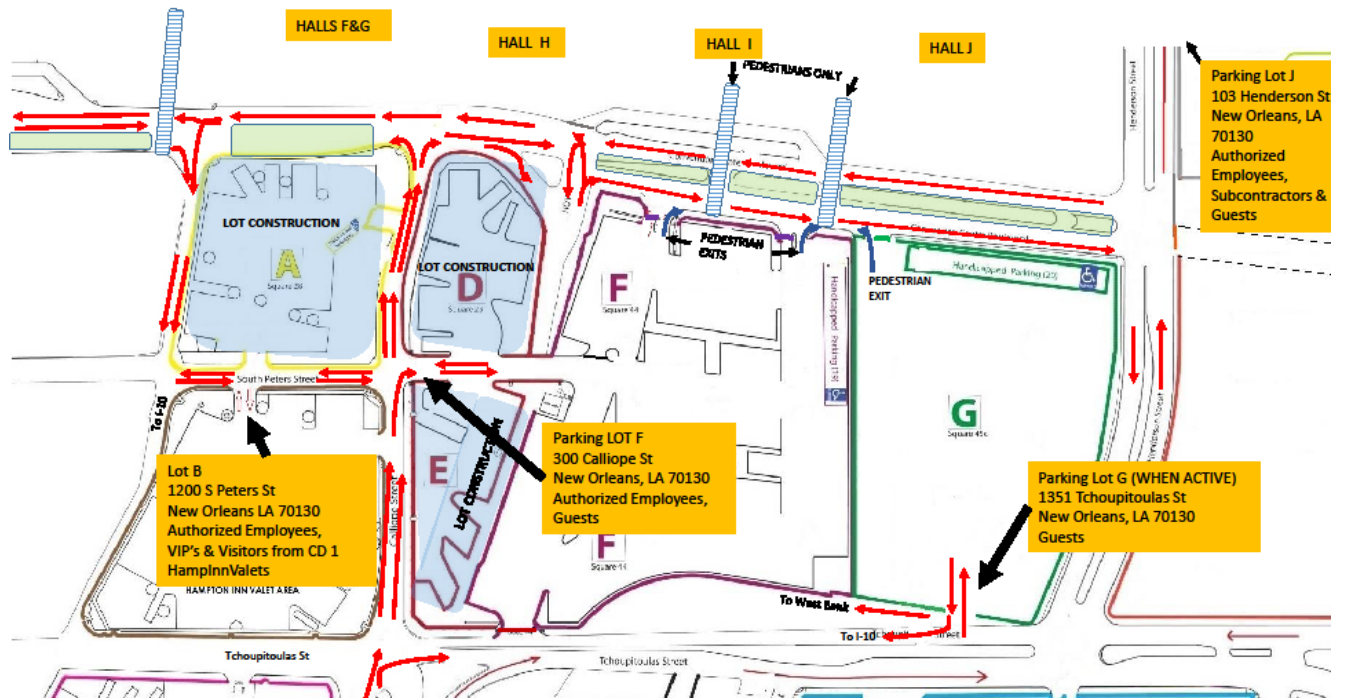 HALLS F&G
HALL H
HALL I
HALL J
PEDESTRIANS ONLY
Henderson Street
Parking Lot J
103 Henderson St
New Orleans, LA
70130
Authorized
Employees,
Subcontractors &
Guests
LOT CONSTRUCTION
A
Square 28
LOT CONSTRUCTION
D
Square 23
F
Square 44
PEDESTRIAN
EXITS
PEDESTRIAN
EXIT
Handicapped Parking (20)
Handicapped Parking (19)
G
South Peters Street
To I-10
Lot B
1200 S Peters St
New Orleans LA 70130
Authorized Employees,
VIP's & Visitors from CD 1
HampInnValets
HAMPTON INN VALET AREA
Calliope Street
E
LOT CONSTRUCTION
Parking LOT F
300 Calliope St
New Orleans, LA 70130
Authorized Employees,
Guests
F
Square 44
Parking Lot G (WHEN ACTIVE)
1351 Tchoupitoulas St
New Orleans, LA 70130
Guests
Henderson Street
To West Bank
To I-10
Street
Tchoupitoulas St
Tchoupitoulas Street